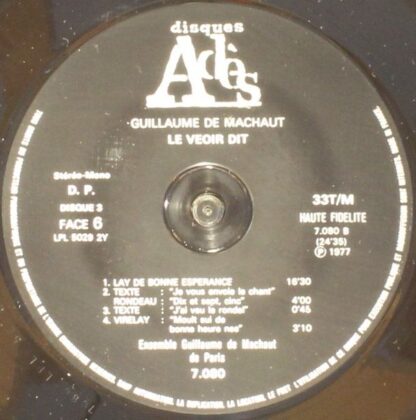 disques
Adès
GUILLAUME DE MACHAUT
LE VEOIR DIT
Stéréo-Mono
D. P.
DISQUE 3
FACE 6
LPL 5029 2Y
33T/M
HAUTE FIDELITE
7.080 B
(24'35)
Ⓟ 1977
1. LAY DE BONNE ESPERANCE 16'30
2. TEXTE : "Je vous envoie le chant"
RONDEAU : "Dix et sept, cinq" 4'00
3. TEXTE : "J'ai vou le rondel" 0'45
4. VIRELAY : "Moult sui de
bonne heure nee" 3'10
Ensemble Guillaume de Machaut
de Paris
7.080